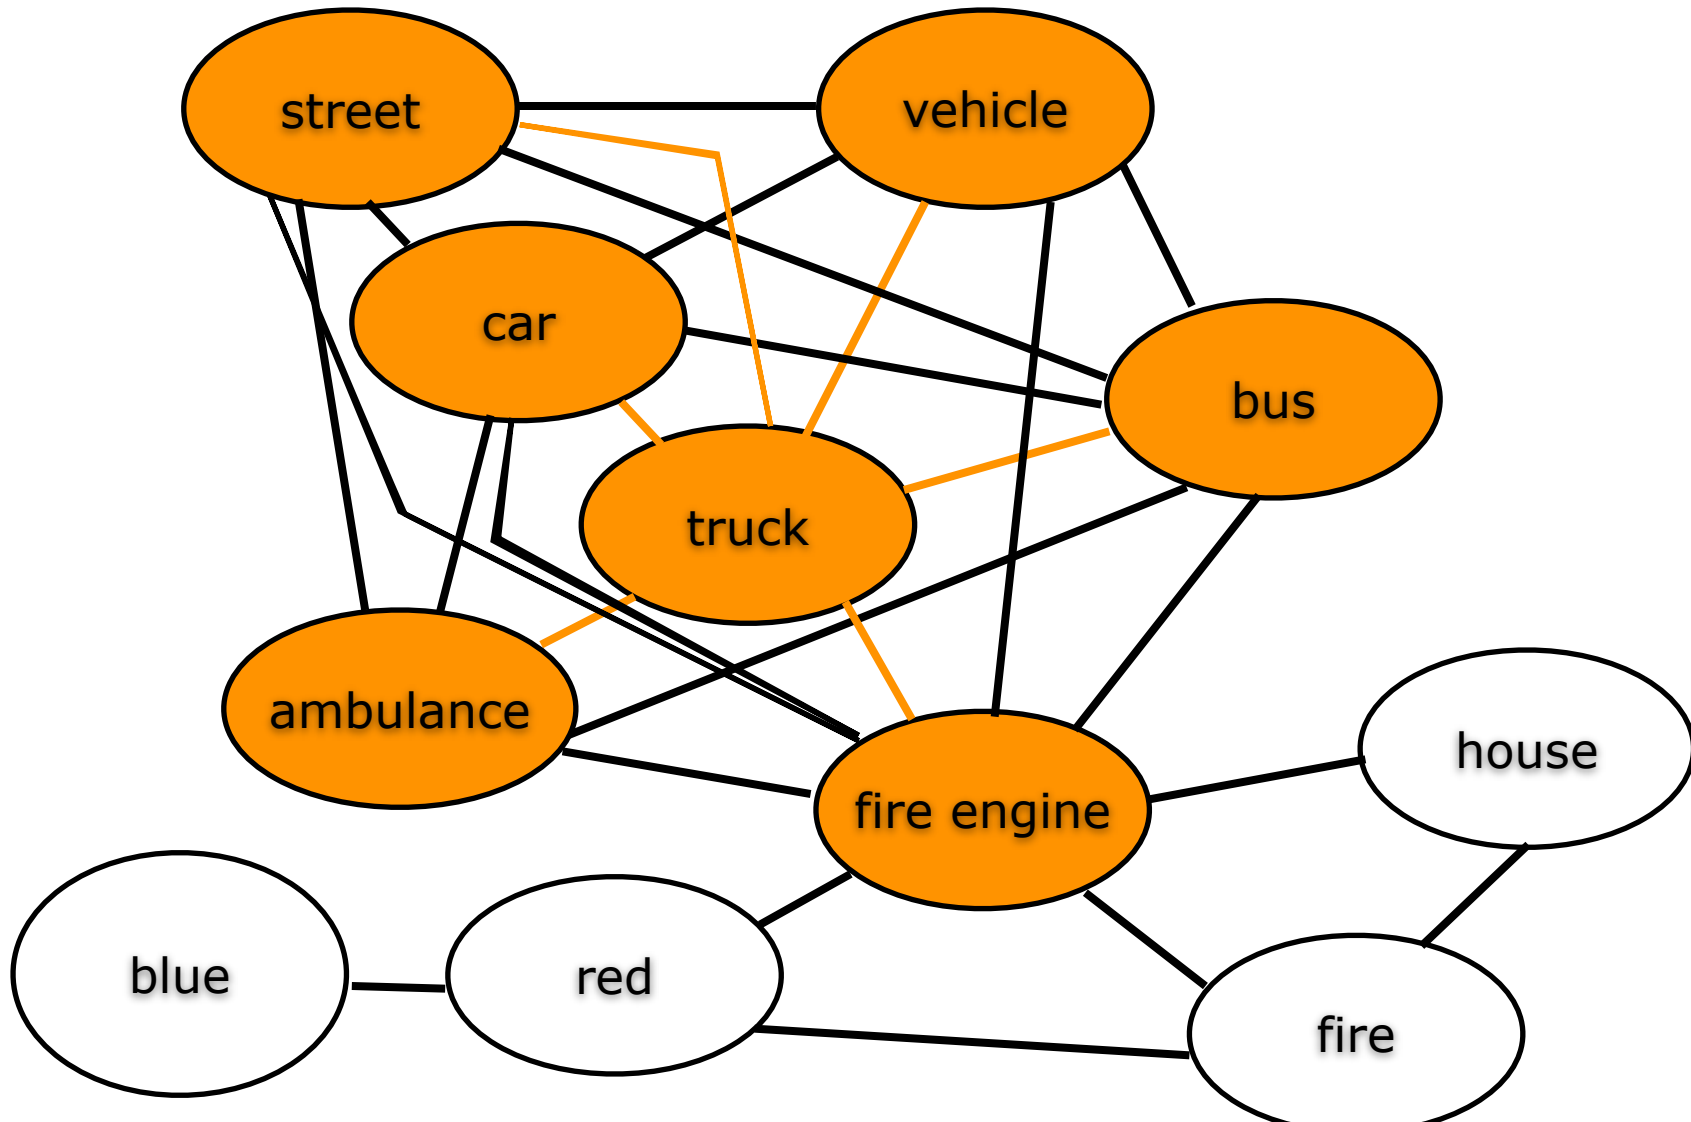 street
vehicle
car
bus
truck
ambulance
house
fire engine
blue
red
fire